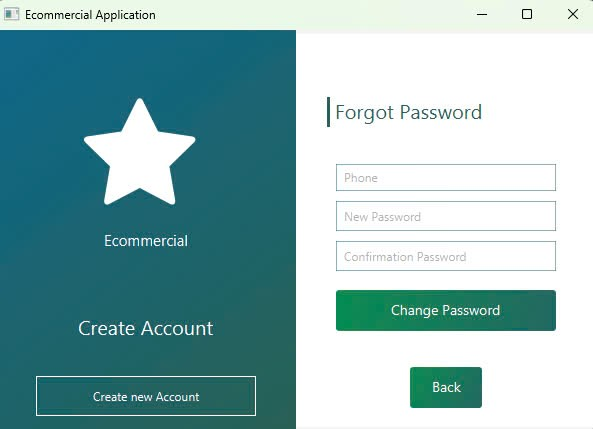 Ecommercial Application
Ecommercial
Create Account
Create new Account
Forgot Password
Phone
New Password
Confirmation Password
Change Password
Back